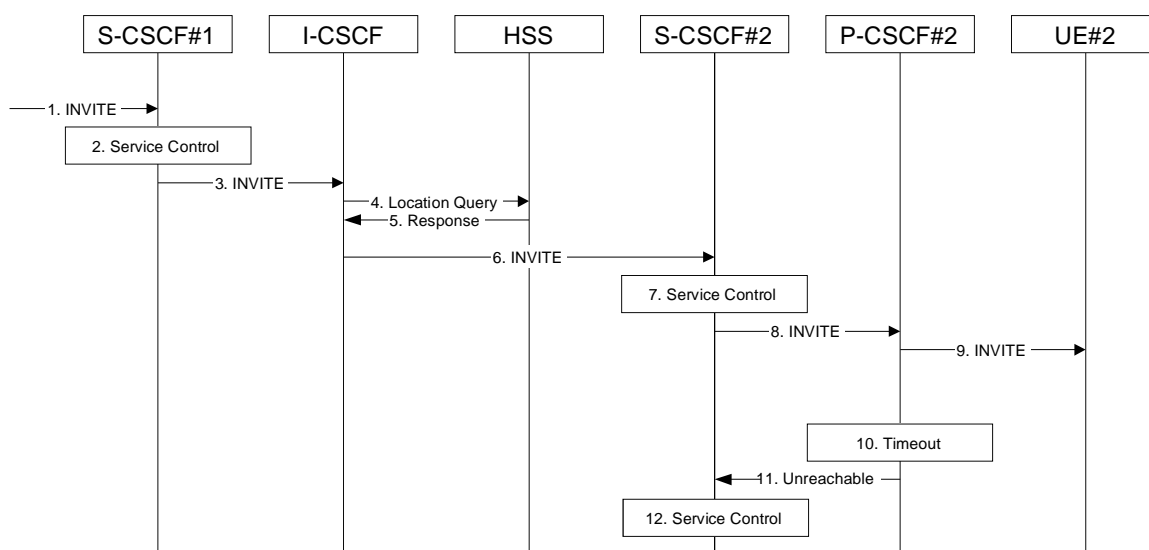 S-CSCF#1
I-CSCF
HSS
S-CSCF#2
P-CSCF#2
UE#2
1. INVITE
2. Service Control
3. INVITE
4. Location Query
5. Response
6. INVITE
7. Service Control
8. INVITE
9. INVITE
10. Timeout
11. Unreachable
12. Service Control